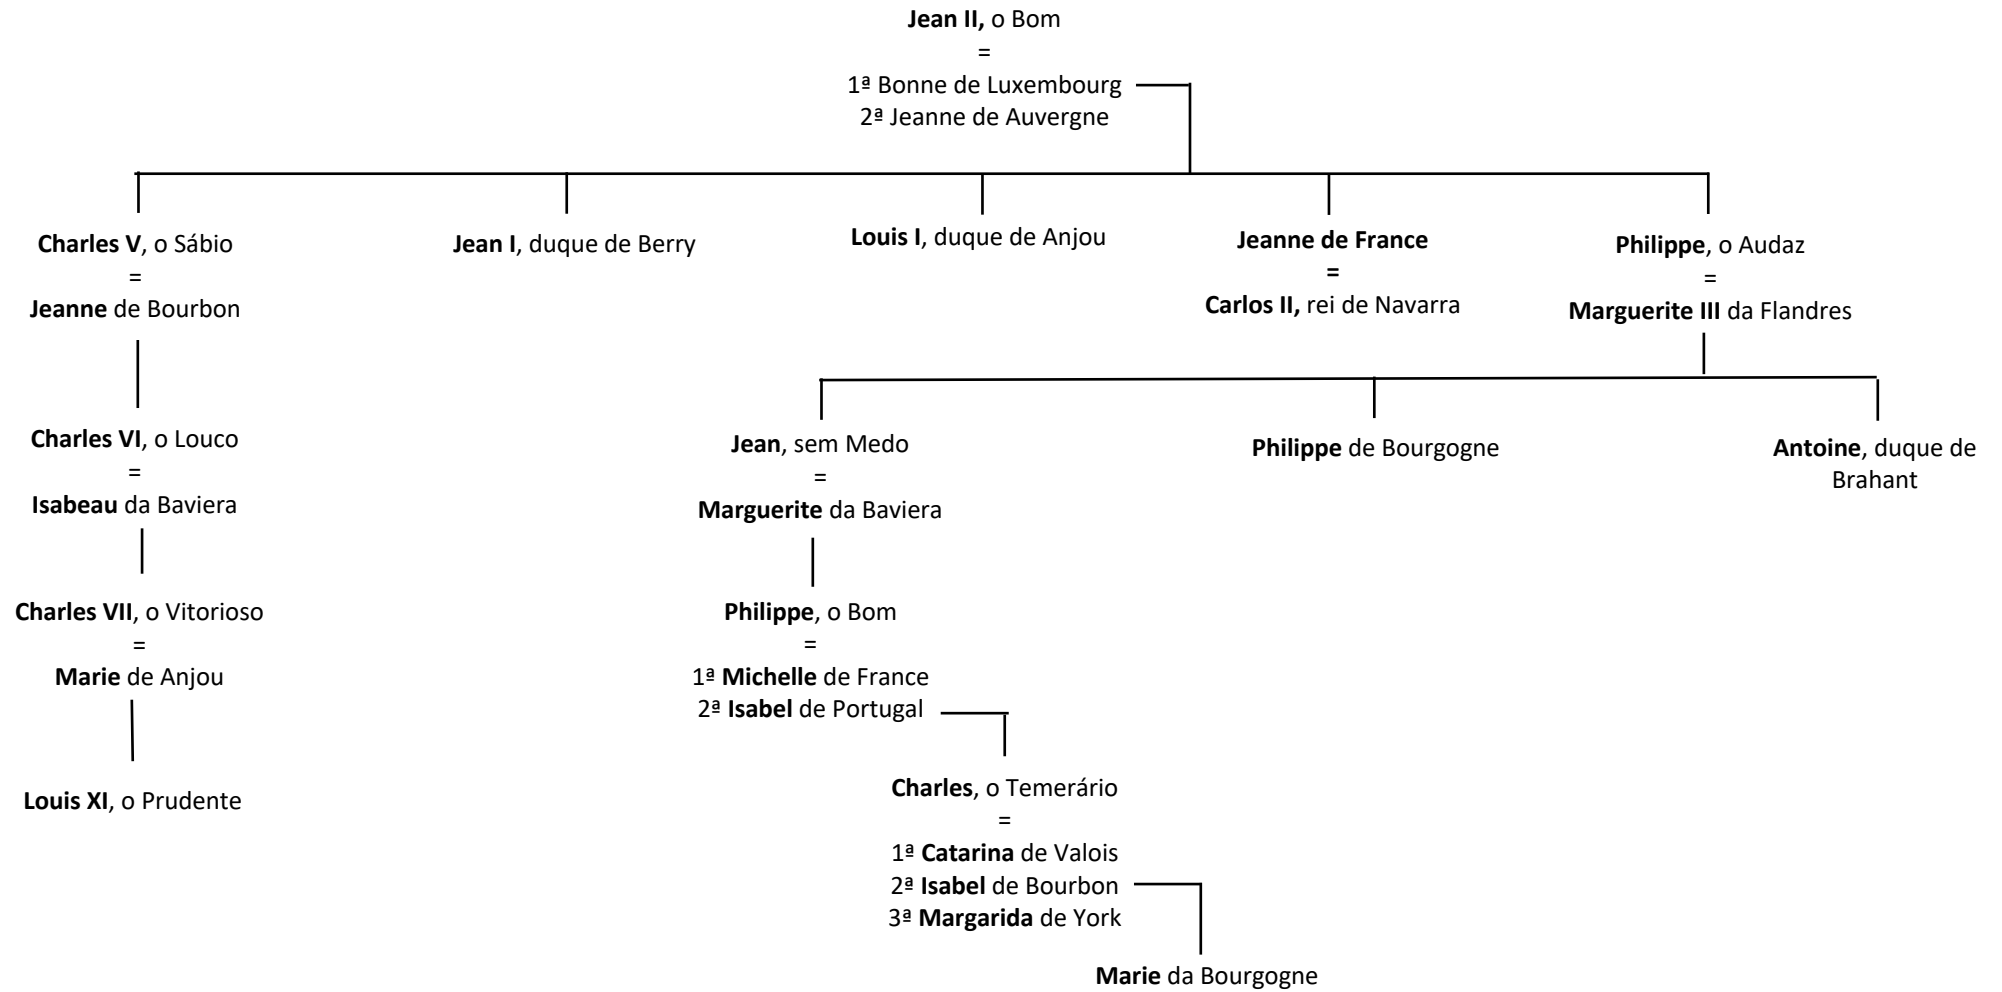 Jean II, o Bom
=
1ª Bonne de Luxembourg
2ª Jeanne de Auvergne
Charles V, o Sábio
=
Jeanne de Bourbon
Jean I, duque de Berry
Louis I, duque de Anjou
Jeanne de France
=
Carlos II, rei de Navarra
Philippe, o Audaz
=
Marguerite III da Flandres
Charles VI, o Louco
=
Isabeau da Baviera
Jean, sem Medo
=
Marguerite da Baviera
Philippe de Bourgogne
Antoine, duque de
Brahant
Charles VII, o Vitorioso
=
Marie de Anjou
Philippe, o Bom
=
1ª Michelle de France
2ª Isabel de Portugal
Louis XI, o Prudente
Charles, o Temerário
=
1ª Catarina de Valois
2ª Isabel de Bourbon
3ª Margarida de York
Marie da Bourgogne